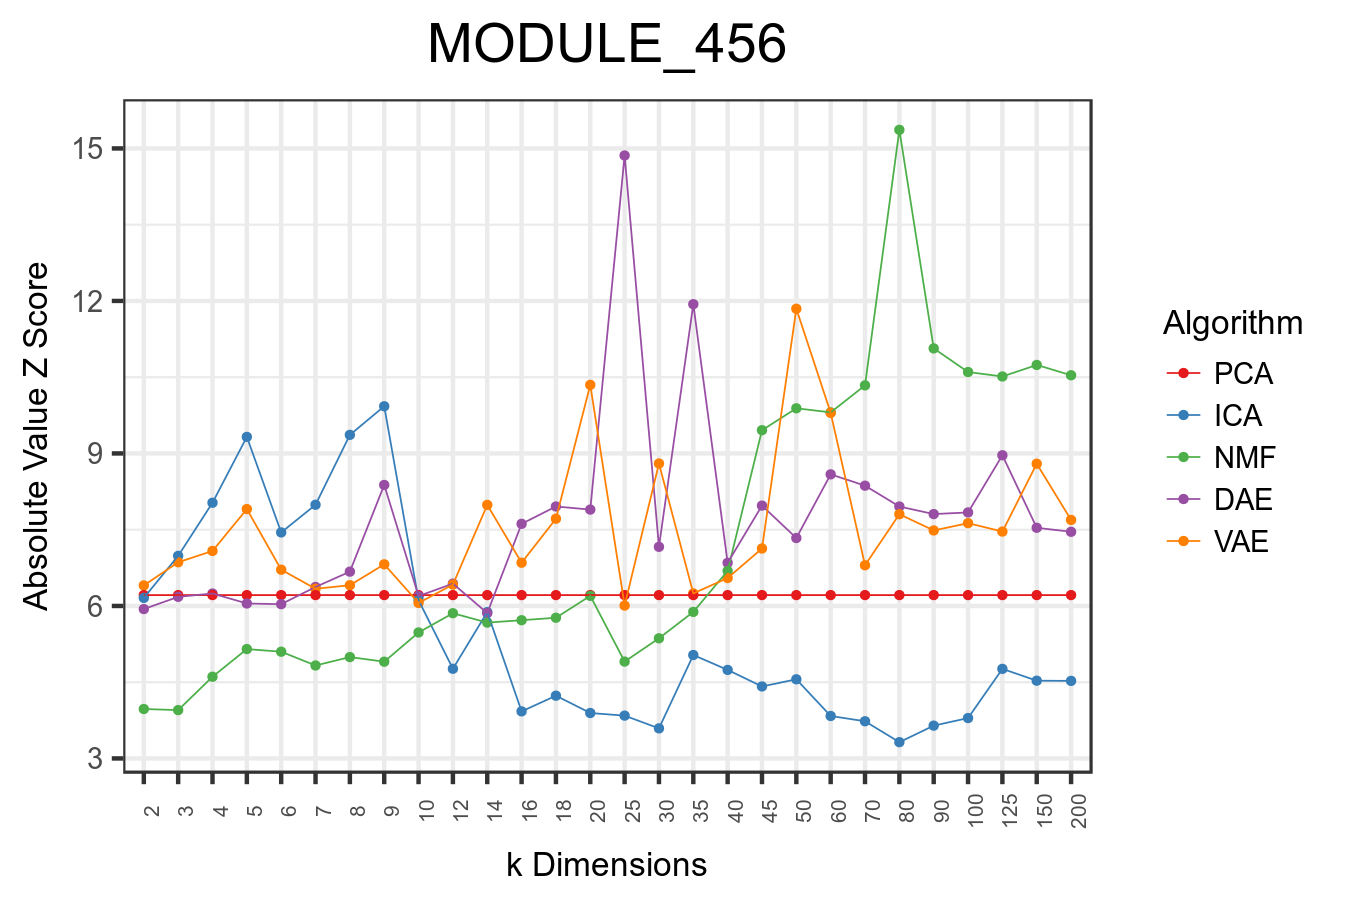 MODULE_456
Absolute Value Z Score
15
12
9
6
3
2 3 4 5 6 7 8 9 10 12 14 16 18 20 25 30 35 40 45 50 60 70 80 90 100 125 150 200
k Dimensions
Algorithm
PCA
ICA
NMF
DAE
VAE